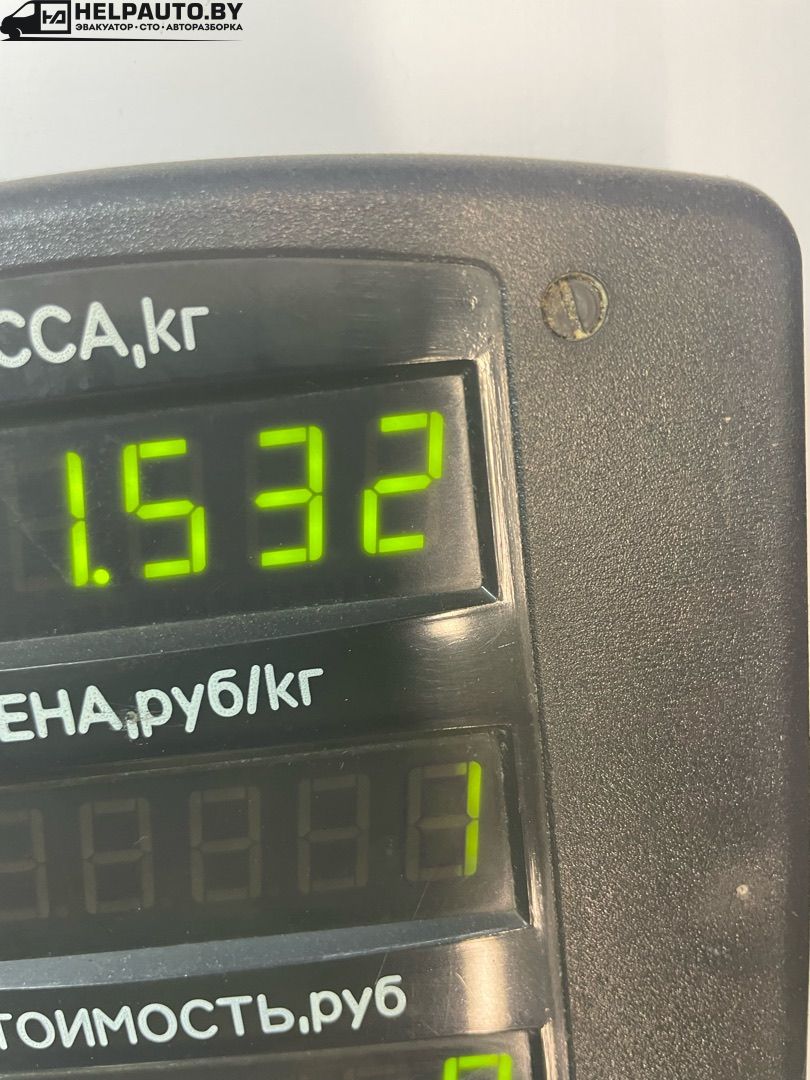 HELPAUTO.BY
ЭВАКУАТОР·СТО·АВТОРАЗБОРКА
ССА,кг
1.532
ЕНА,руб/кг
1
ТОИМОСТЬ,руб